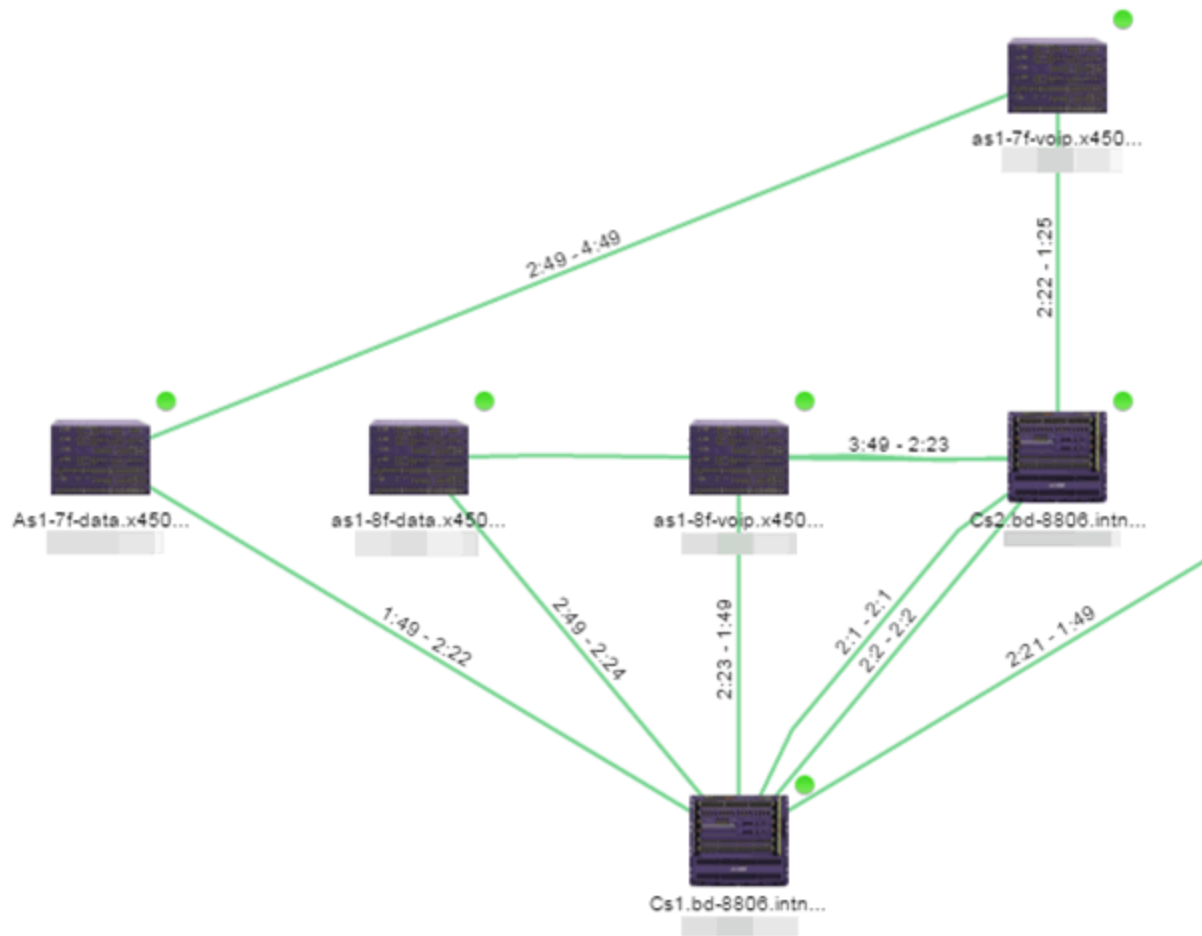 as1-7f-voip.x450...
2:49 - 4:49
2:22 - 1:25
3:49 - 2:23
As1-7f-data.x450...
as1-8f-data.x450...
as1-8f-voip.x450...
Cs2.bd-8806.intn...
1:49 - 2:22
2:49 - 2:24
2:23 - 1:49
2:1 - 2:1
2:2 - 2:2
2:21 - 1:49
Cs1.bd-8806.intn...